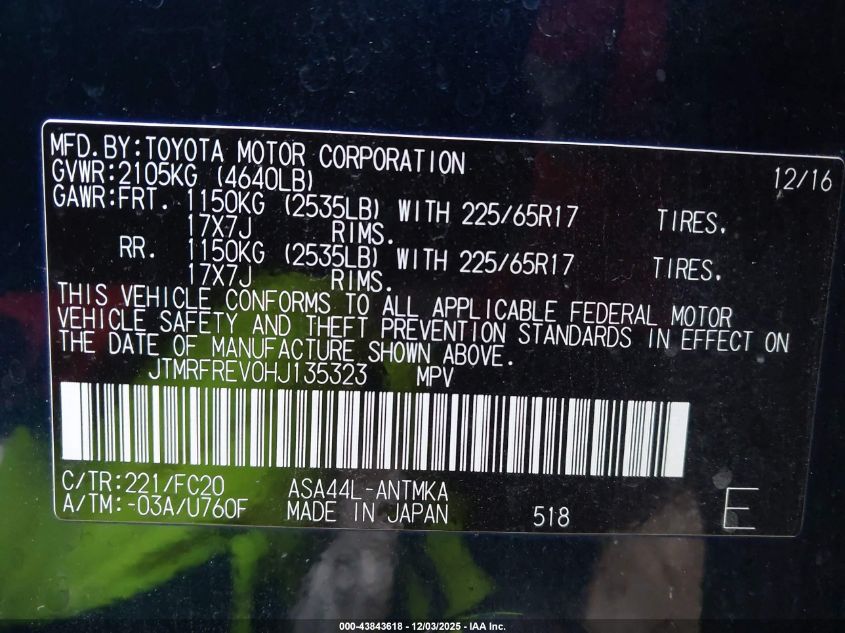 MFD.BY:TOYOTA MOTOR CORPORATION 12/16
GVWR:2105KG (4640LB)
GAWR:FRT. 1150KG (2535LB) WITH 225/65R17 TIRES.
17X7J RIMS.
RR. 1150KG (2535LB) WITH 225/65R17 TIRES.
17X7J RIMS.
THIS VEHICLE CONFORMS TO ALL APPLICABLE FEDERAL MOTOR
VEHICLE SAFETY AND THEFT PREVENTION STANDARDS IN EFFECT ON
THE DATE OF MANUFACTURE SHOWN ABOVE.
JTMRFREV0HJ135323 MPV
C/TR:221/FC20 ASA44L-ANTMKA
A/TM:-03A/U760F MADE IN JAPAN 518 E
000-43843618 - 12/03/2025 - IAA Inc.